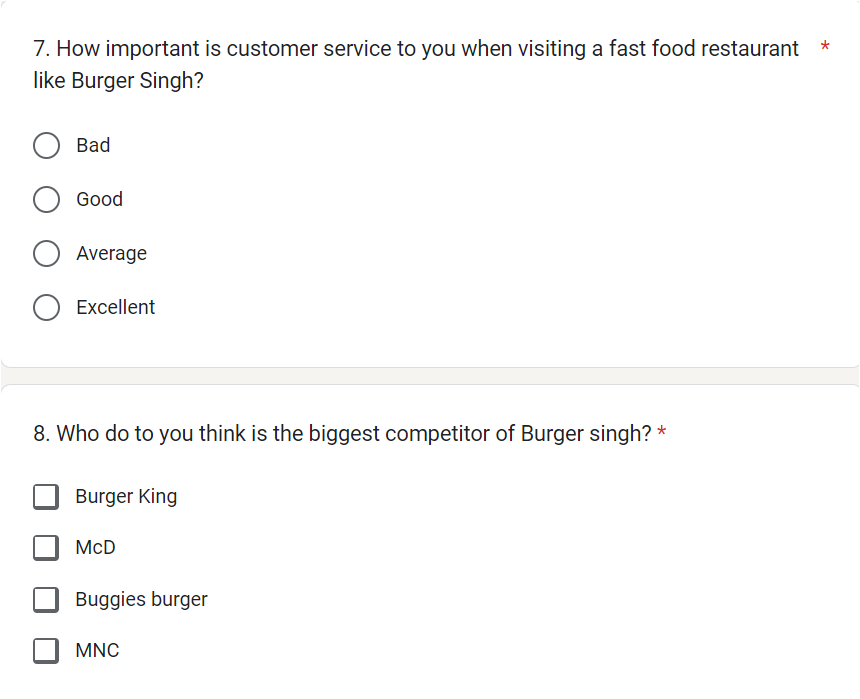 7. How important is customer service to you when visiting a fast food restaurant *
like Burger Singh?
Bad
Good
Average
Excellent
8. Who do to you think is the biggest competitor of Burger singh? *
Burger King
McD
Buggies burger
MNC